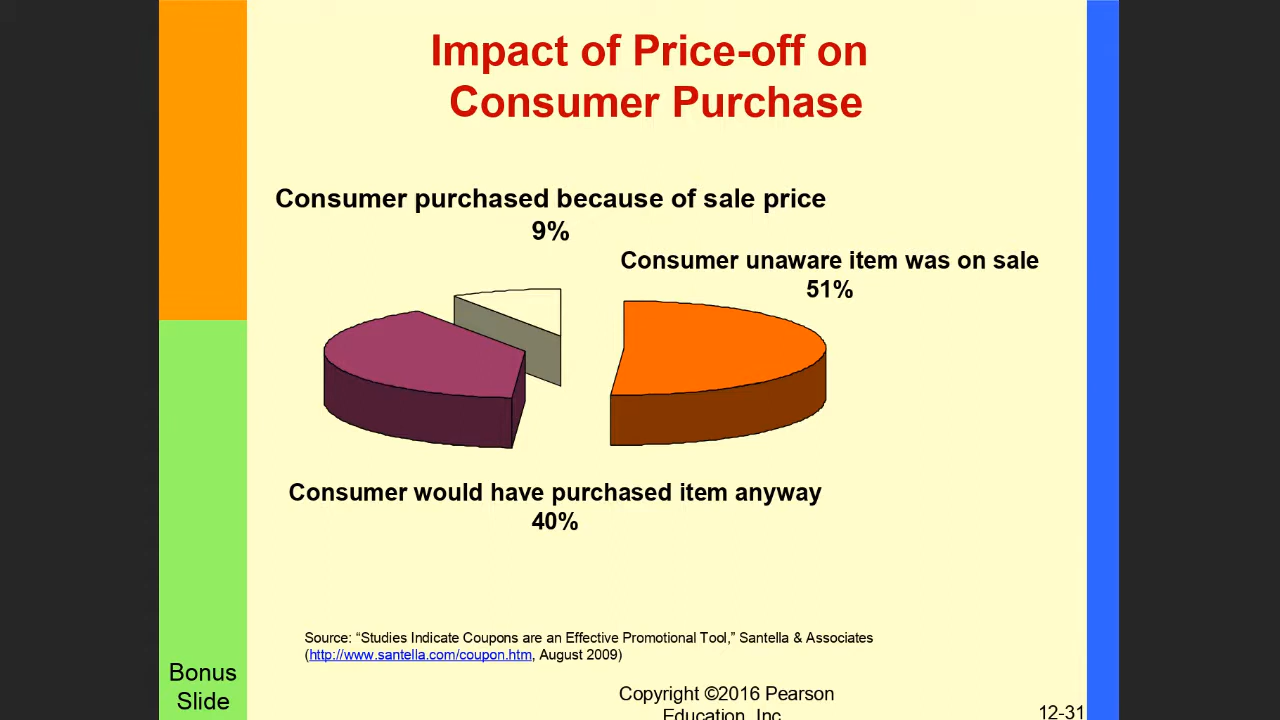 Impact of Price-off on
Consumer Purchase
Consumer purchased because of sale price
9%
Consumer unaware item was on sale
51%
Consumer would have purchased item anyway
40%
Source: “Studies Indicate Coupons are an Effective Promotional Tool,” Santella & Associates
(http://www.santella.com/coupon.htm, August 2009)
Bonus
Slide
Copyright ©2016 Pearson
Education, Inc
12-31